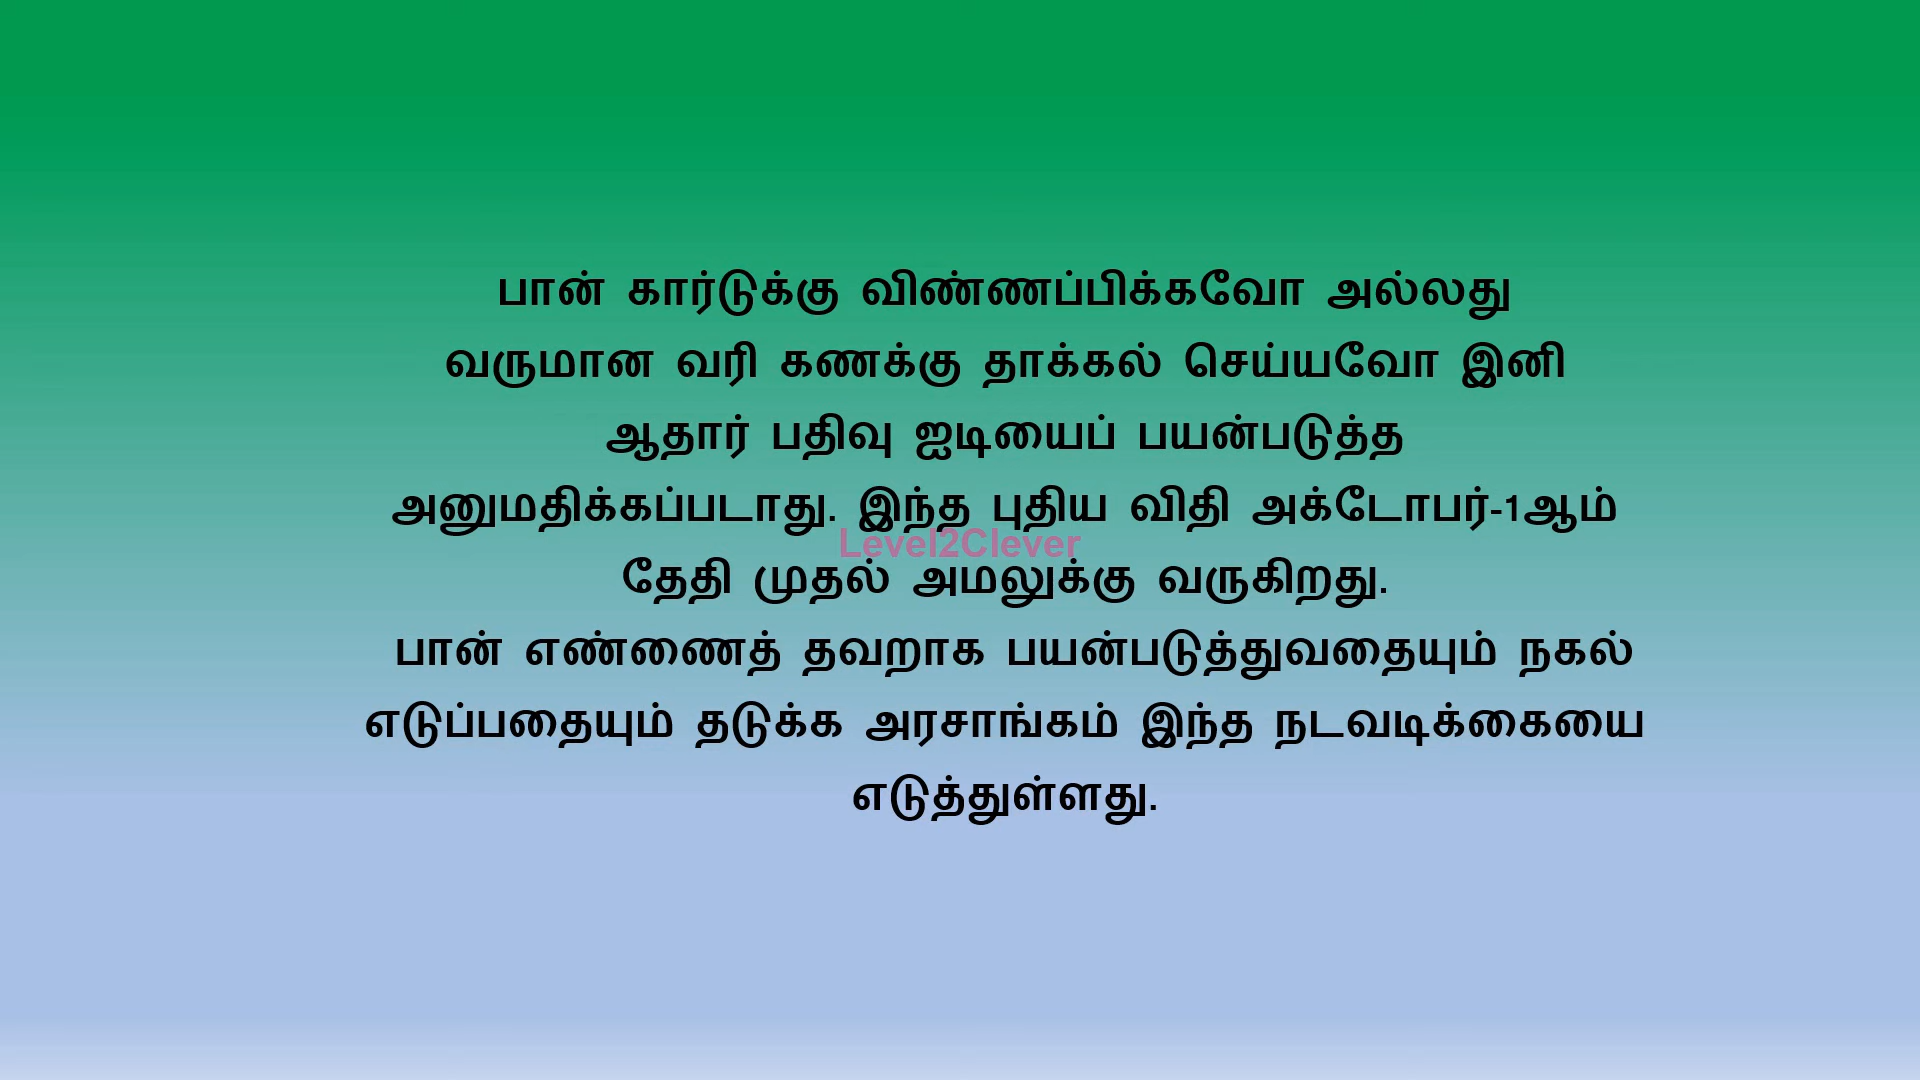 பான் கார்டுக்கு விண்ணப்பிக்கவோ அல்லது
வருமான வரி கணக்கு தாக்கல் செய்யவோ இனி
ஆதார் பதிவு ஐடியைப் பயன்படுத்த
அனுமதிக்கப்படாது. இந்த புதிய விதி அக்டோபர்-1ஆம்
Level2Clever
தேதி முதல் அமலுக்கு வருகிறது.
பான் எண்ணைத் தவறாக பயன்படுத்துவதையும் நகல்
எடுப்பதையும் தடுக்க அரசாங்கம் இந்த நடவடிக்கையை
எடுத்துள்ளது.